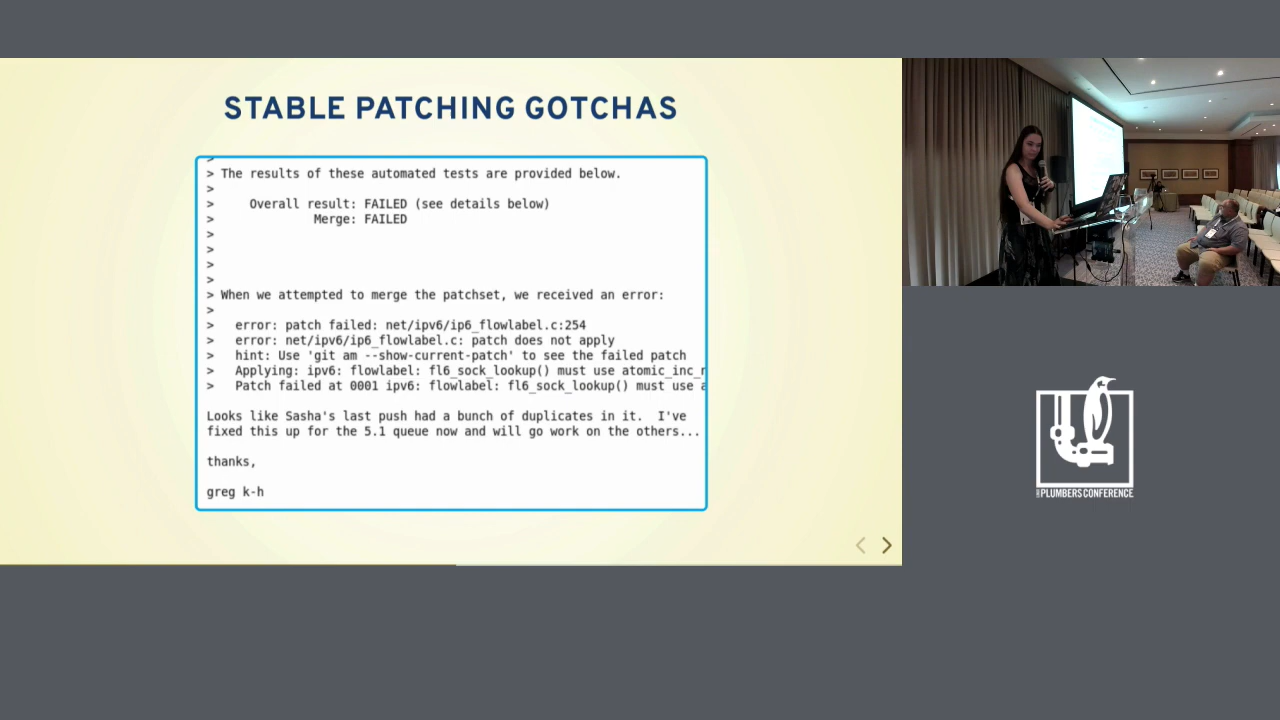 STABLE PATCHING GOTCHAS
>
> The results of these automated tests are provided below.
>
> Overall result: FAILED (see details below)
> Merge: FAILED
>
>
>
>
> When we attempted to merge the patchset, we received an error:
>
> error: patch failed: net/ipv6/ip6_flowlabel.c:254
> error: net/ipv6/ip6_flowlabel.c: patch does not apply
> hint: Use 'git am --show-current-patch' to see the failed patch
> Applying: ipv6: flowlabel: fl6_sock_lookup() must use atomic_inc_n
> Patch failed at 0001 ipv6: flowlabel: fl6_sock_lookup() must use a
Looks like Sasha's last push had a bunch of duplicates in it. I've
fixed this up for the 5.1 queue now and will go work on the others...
thanks,
greg k-h
PLUMBERS CONFERENCE